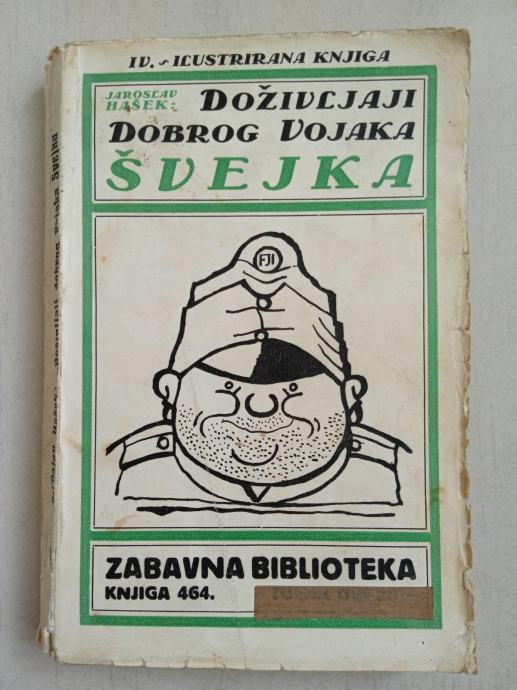 IV. ~ ILUSTRIRANA KNJIGA
JAROSLAV
HAŠEK: DOŽIVLJAJI
DOBROG VOJAKA
ŠVEJKA
FJI
ZABAVNA BIBLIOTEKA
KNJIGA 464.